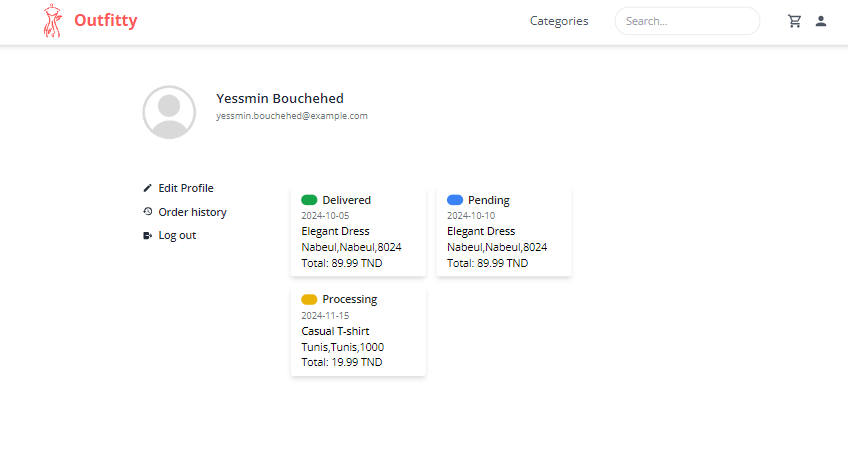 Outfitty
Categories
Search...
Yessmin Bouchehed
yessmin.bouchehed@example.com
Edit Profile
Order history
Log out
Delivered
2024-10-05
Elegant Dress
Nabeul,Nabeul,8024
Total: 89.99 TND
Pending
2024-10-10
Elegant Dress
Nabeul,Nabeul,8024
Total: 89.99 TND
Processing
2024-11-15
Casual T-shirt
Tunis,Tunis,1000
Total: 19.99 TND